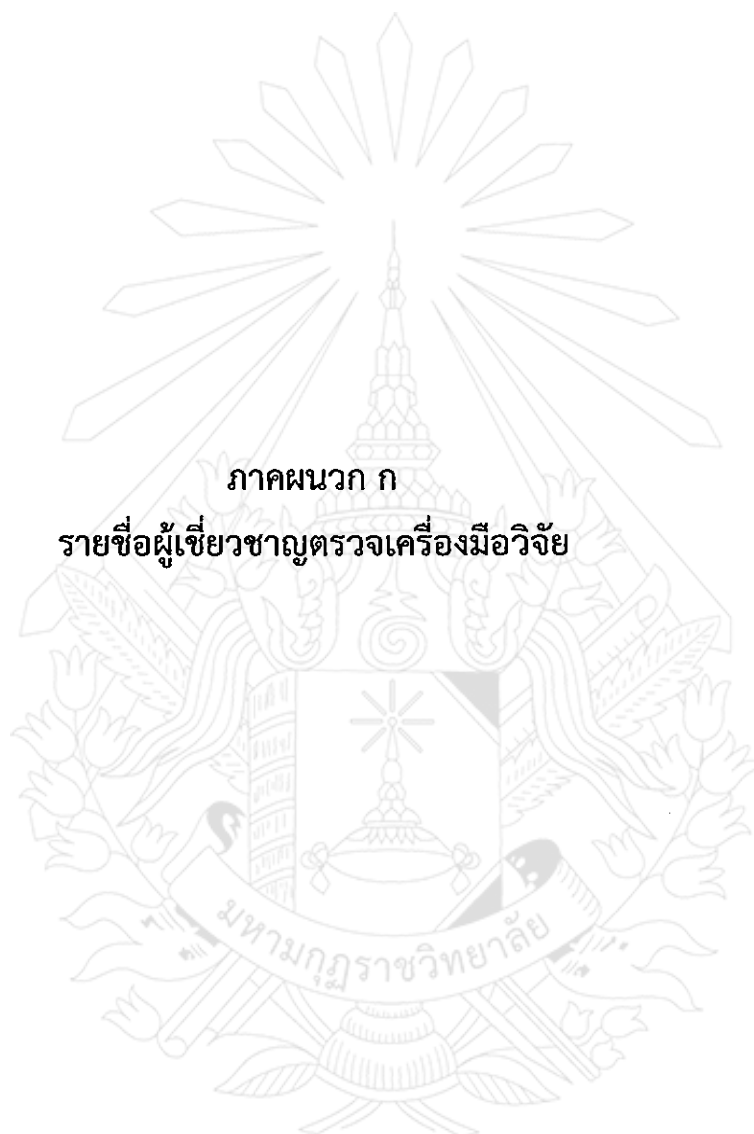 ภาคผนวก ก
รายชื่อผู้เชี่ยวชาญตรวจเครื่องมือวิจัย
มหามกุฏราชวิทยาลัย